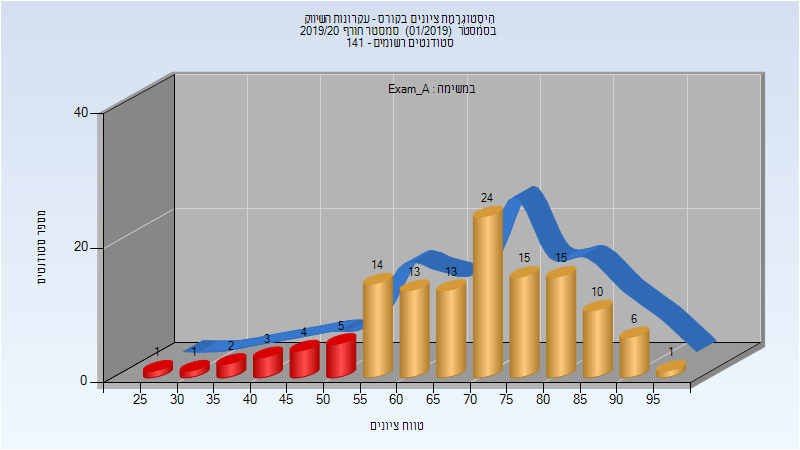 היסטוגרמת ציונים בקורס - עקרונות השיווק
בסמסטר (01/2019) סמסטר חורף 2019/20
סטודנטים רשומים - 141
במשימה : Exam_A
מספר סטודנטים
40
20
0
1
1
2
3
4
5
14
13
13
24
15
15
10
6
1
25 30 35 40 45 50 55 60 65 70 75 80 85 90 95
טווח ציונים